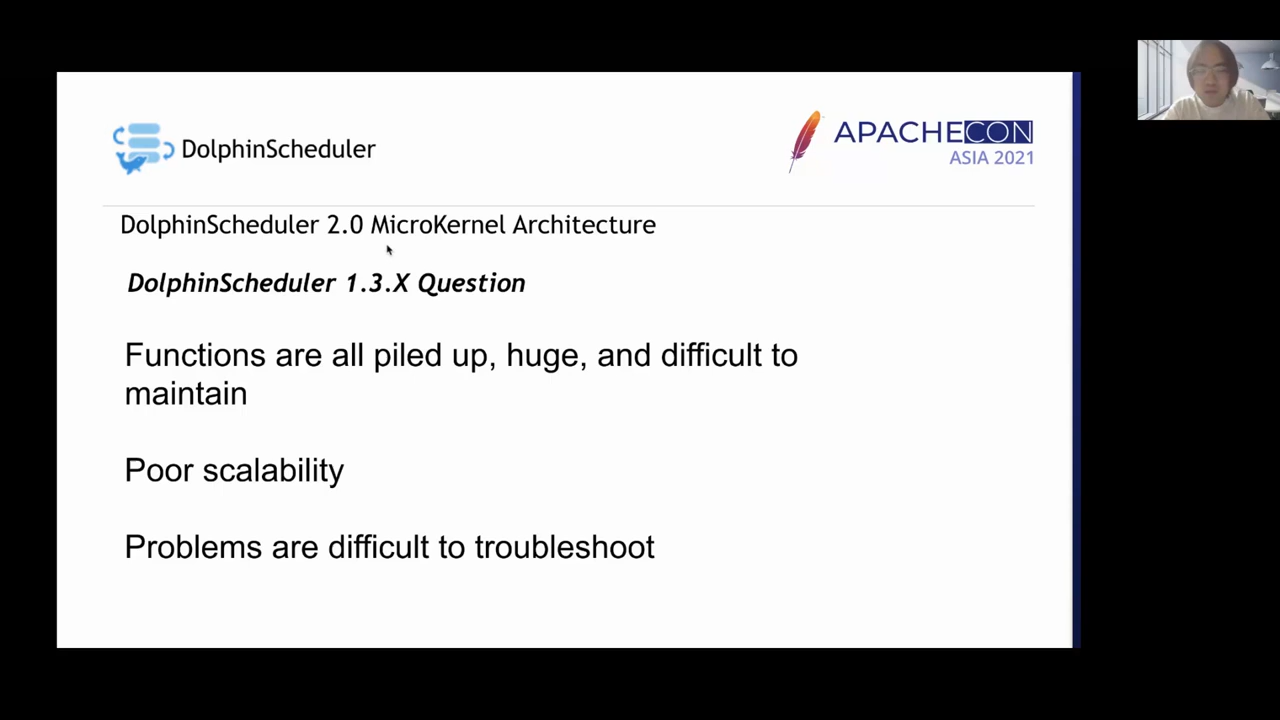 DolphinScheduler
APACHECON
ASIA 2021
DolphinScheduler 2.0 MicroKernel Architecture
DolphinScheduler 1.3.X Question
Functions are all piled up, huge, and difficult to
maintain
Poor scalability
Problems are difficult to troubleshoot